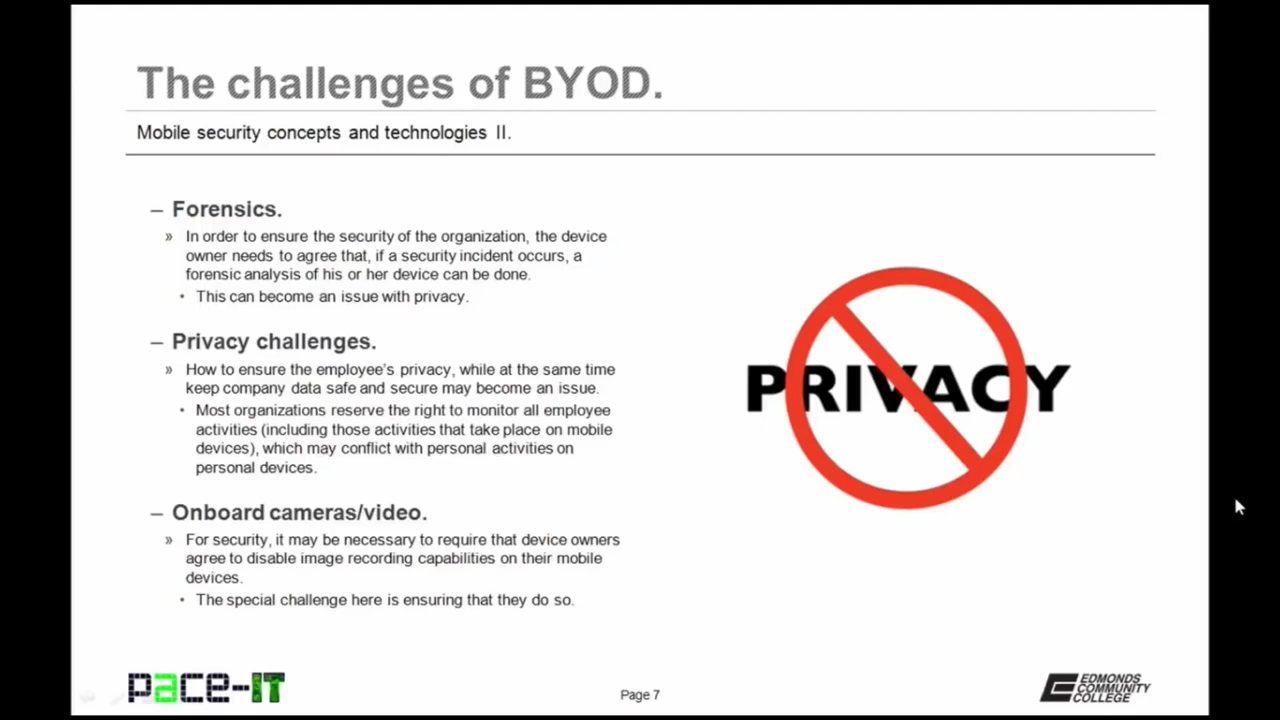 The challenges of BYOD.
Mobile security concepts and technologies II.
– Forensics.
» In order to ensure the security of the organization, the device
owner needs to agree that, if a security incident occurs, a
forensic analysis of his or her device can be done.
• This can become an issue with privacy.
– Privacy challenges.
» How to ensure the employee's privacy, while at the same time
keep company data safe and secure may become an issue.
• Most organizations reserve the right to monitor all employee
activities (including those activities that take place on mobile
devices), which may conflict with personal activities on
personal devices.
– Onboard cameras/video.
» For security, it may be necessary to require that device owners
agree to disable image recording capabilities on their mobile
devices.
• The special challenge here is ensuring that they do so.
PRIVACY
pace-IT
Page 7
EDMONDS
COMMUNITY
COLLEGE